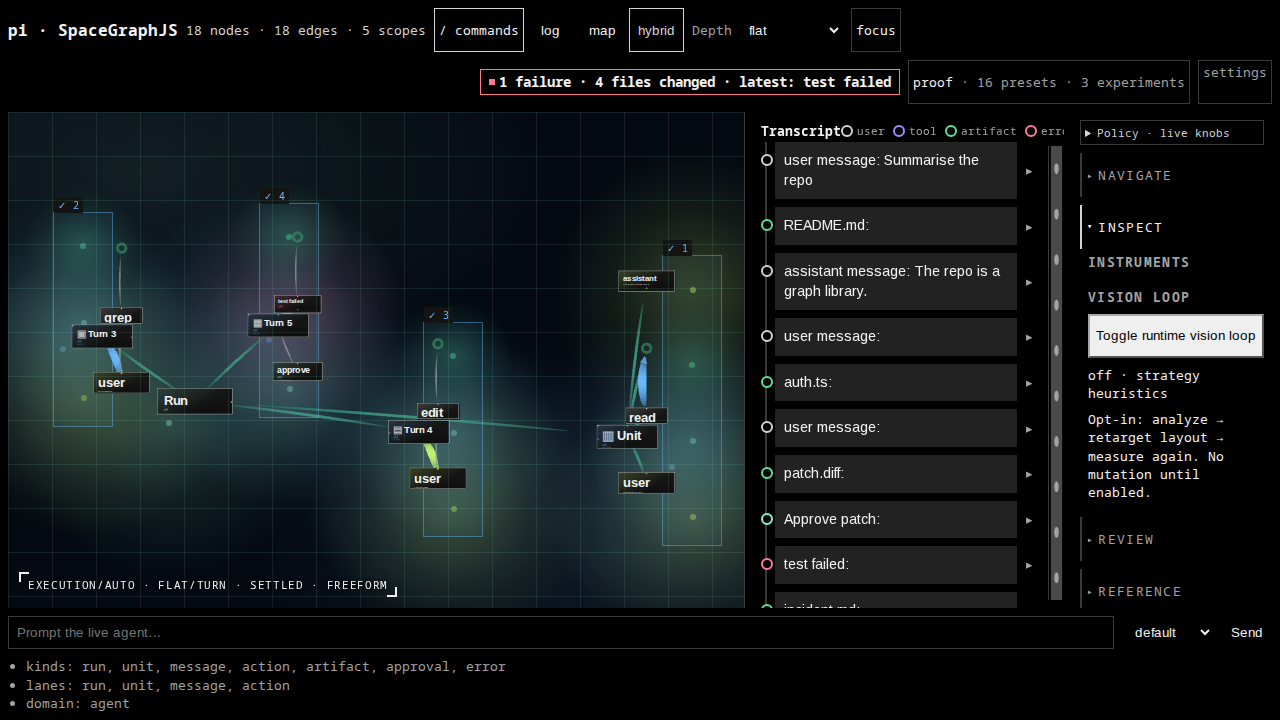 pi · SpaceGraphJS 18 nodes · 18 edges · 5 scopes / commands log map hybrid Depth flat focus
1 failure · 4 files changed · latest: test failed proof · 16 presets · 3 experiments settings
✓ 2
✓ 4
✓ 1
✓ 3
assistant
test failed
grep
Turn 3
Turn 5
approve
user
Run
edit
Turn 4
user
read
Unit
user
EXECUTION/AUTO · FLAT/TURN · SETTLED · FREEFORM
Transcript user tool artifact erro
user message: Summarise the
repo
README.md:
assistant message: The repo is a
graph library.
user message:
auth.ts:
user message:
patch.diff:
Approve patch:
test failed:
incident.md:
Policy · live knobs
NAVIGATE
INSPECT
INSTRUMENTS
VISION LOOP
Toggle runtime vision loop
off · strategy
heuristics
Opt-in: analyze →
retarget layout →
measure again. No
mutation until
enabled.
REVIEW
REFERENCE
Prompt the live agent… default Send
kinds: run, unit, message, action, artifact, approval, error
lanes: run, unit, message, action
domain: agent